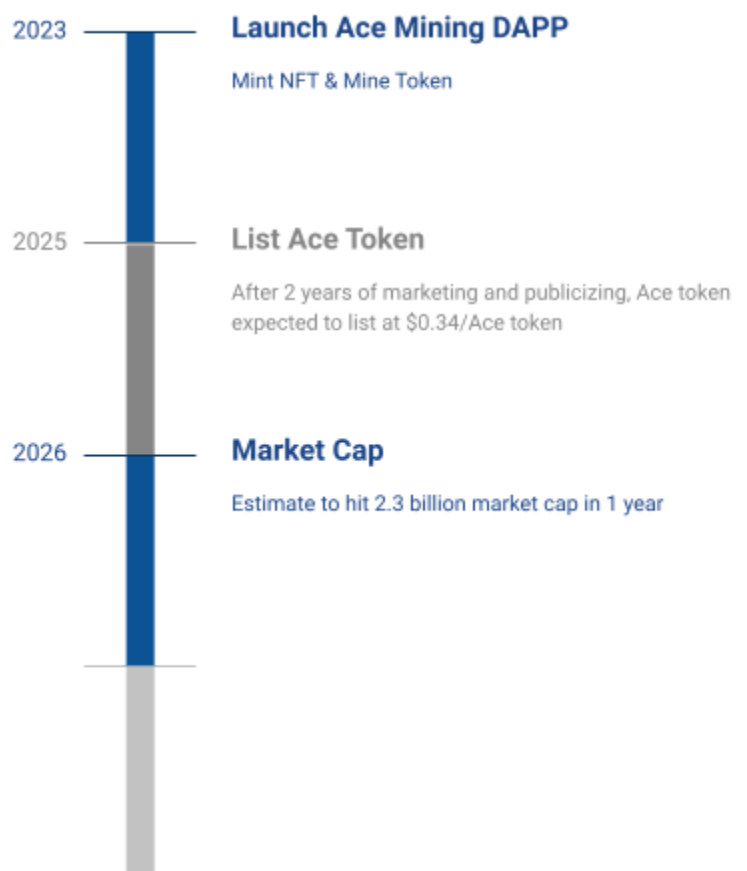 2023
Launch Ace Mining DAPP
Mint NFT & Mine Token
2025
List Ace Token
After 2 years of marketing and publicizing, Ace token
expected to list at $0.34/Ace token
2026
Market Cap
Estimate to hit 2.3 billion market cap in 1 year